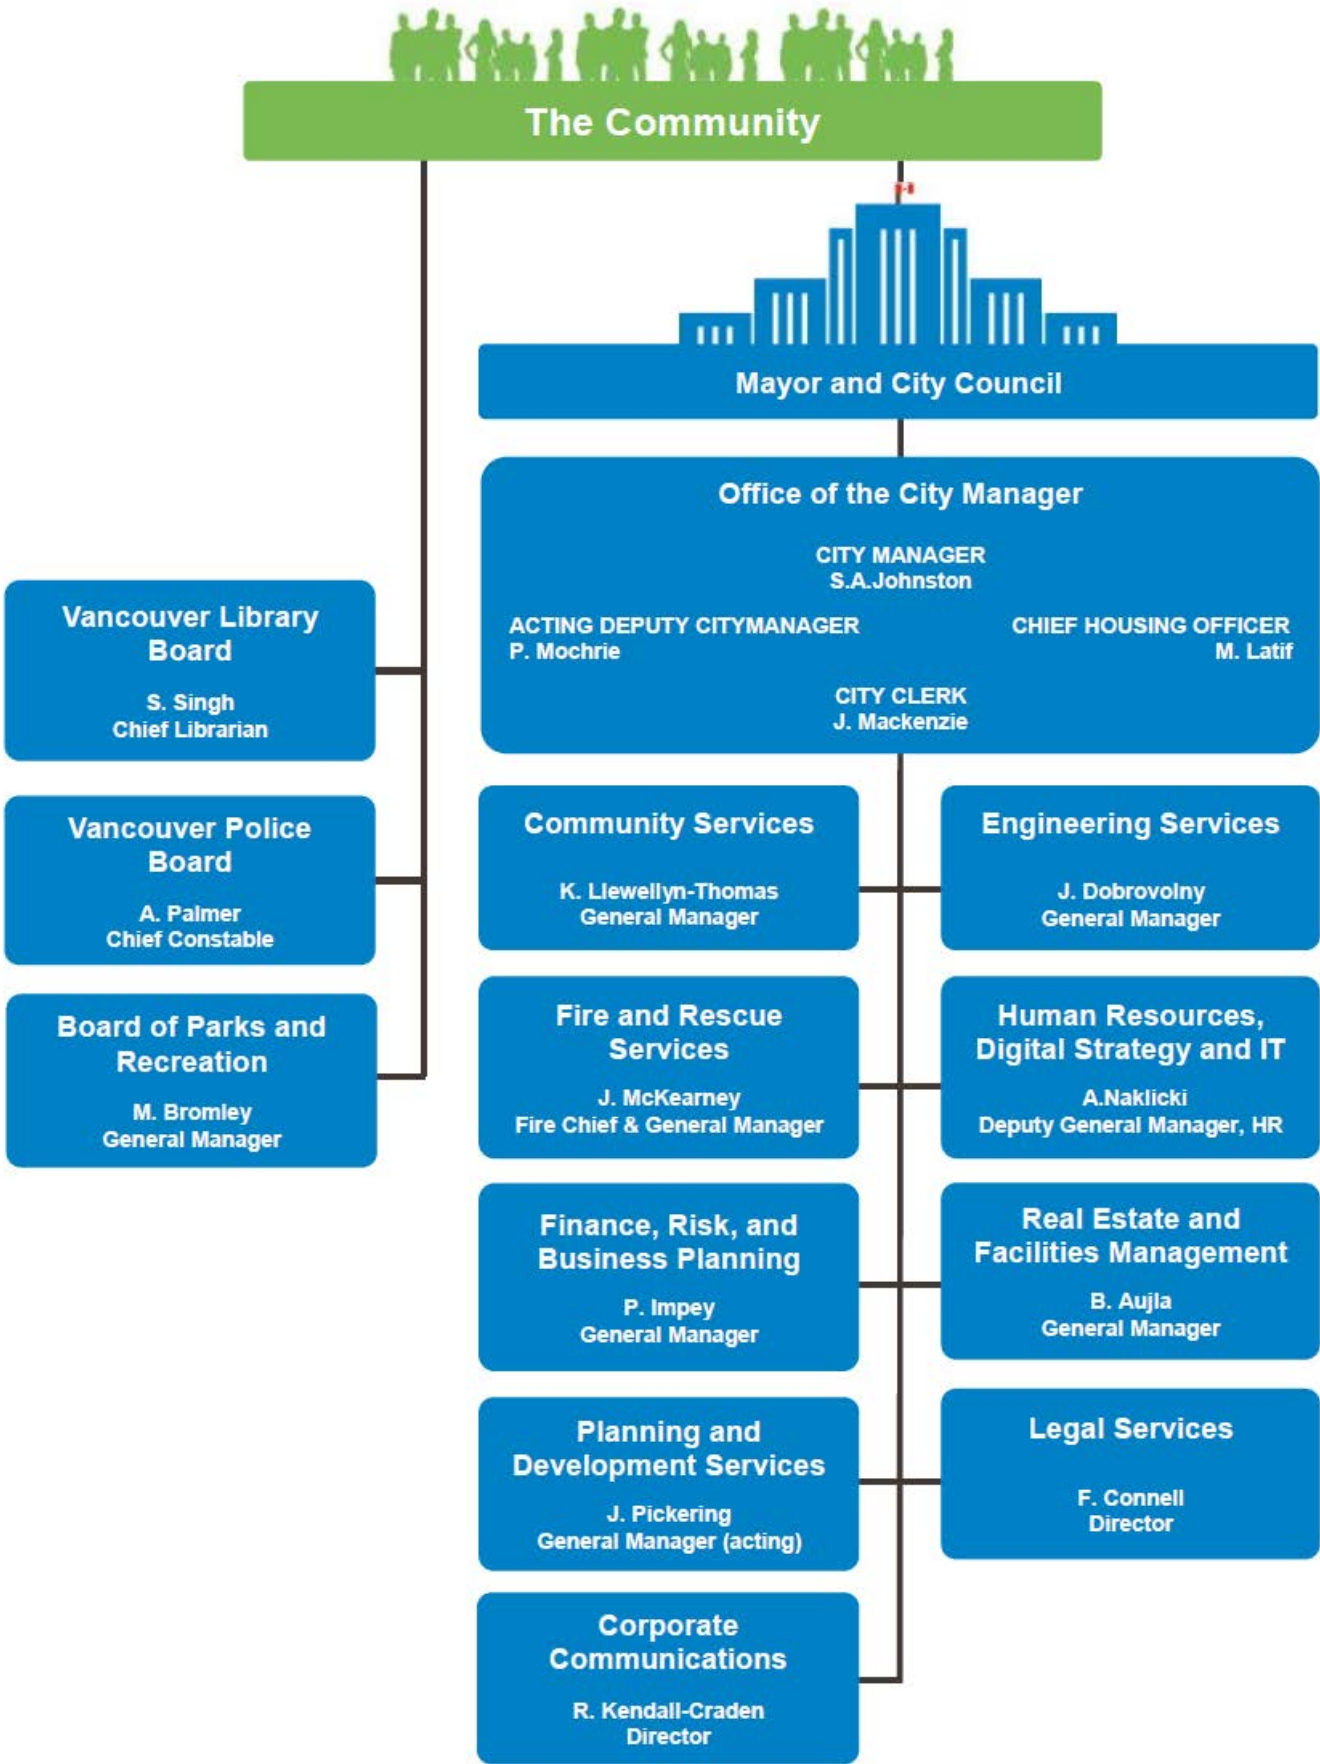 The Community
Mayor and City Council
Office of the City Manager
CITY MANAGER
S.A.Johnston
ACTING DEPUTY CITYMANAGER
P. Mochrie
CHIEF HOUSING OFFICER
M. Latif
CITY CLERK
J. Mackenzie
Vancouver Library
Board
S. Singh
Chief Librarian
Vancouver Police
Board
A. Palmer
Chief Constable
Board of Parks and
Recreation
M. Bromley
General Manager
Community Services
K. Llewellyn-Thomas
General Manager
Engineering Services
J. Dobrovolny
General Manager
Fire and Rescue
Services
J. McKearney
Fire Chief & General Manager
Human Resources,
Digital Strategy and IT
A.Naklicki
Deputy General Manager, HR
Finance, Risk, and
Business Planning
P. Impey
General Manager
Real Estate and
Facilities Management
B. Aujla
General Manager
Planning and
Development Services
J. Pickering
General Manager (acting)
Legal Services
F. Connell
Director
Corporate
Communications
R. Kendall-Craden
Director